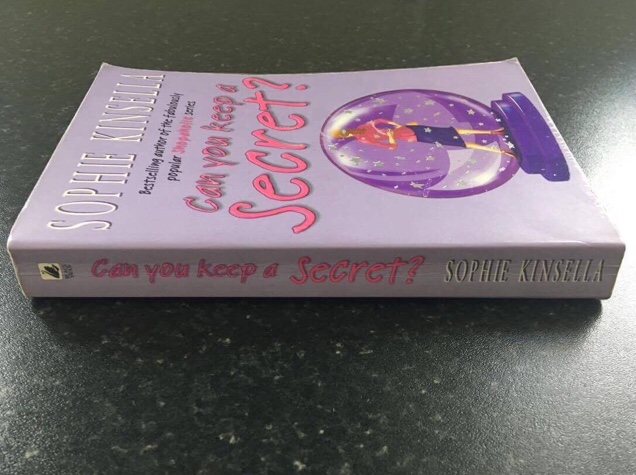 SOPHIE KINSELLA
Bestselling author of the fabulously
popular Shopaholic series
Can you keep a
Secret?
Can you keep a Secret? SOPHIE KINSELLA